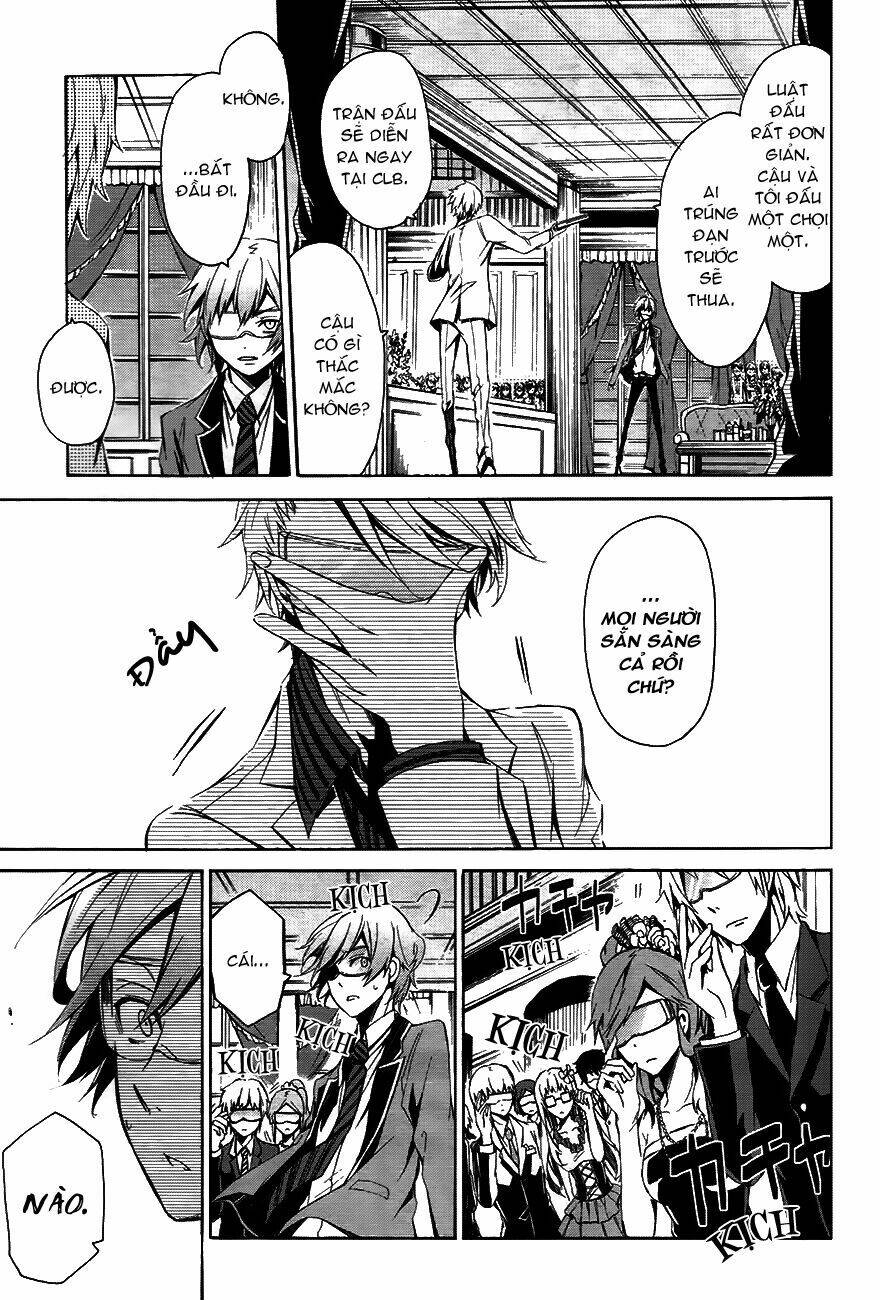 LUẬT
ĐẤU
RẤT ĐƠN
GIẢN.
CẬU VÀ
TÔI ĐẤU
MỘT CHỌI
MỘT.
AI
TRÚNG
ĐẠN
TRƯỚC
SẼ
THUA.
TRẬN ĐẤU
SẼ DIỄN
RA NGAY
TẠI CLB.
CẬU
CÓ GÌ
THẮC
MẮC
KHÔNG?
KHÔNG.
...BẮT
ĐẦU ĐI.
ĐƯỢC.
...
MỌI NGƯỜI
SẴN SÀNG
CẢ RỒI
CHỨ?
ĐẨY
カチャ
KỊCH
KỊCH
カチャ
KỊCH
KỊCH
KỊCH
KỊCH
CÁI...
NÀO.